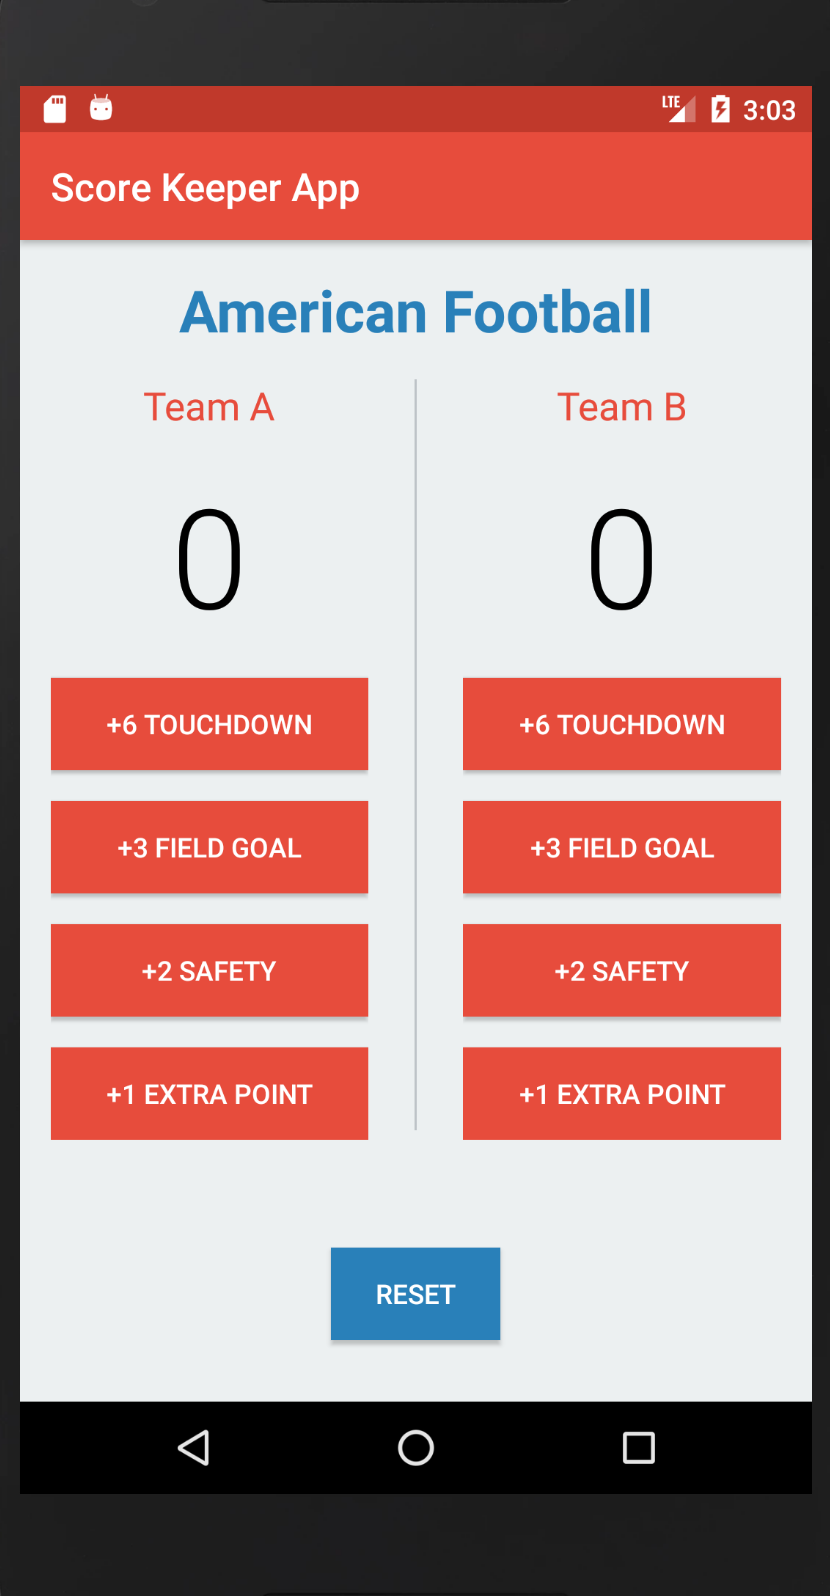 LTE 3:03
Score Keeper App
American Football
Team A
0
+6 TOUCHDOWN
+3 FIELD GOAL
+2 SAFETY
+1 EXTRA POINT
Team B
0
+6 TOUCHDOWN
+3 FIELD GOAL
+2 SAFETY
+1 EXTRA POINT
RESET